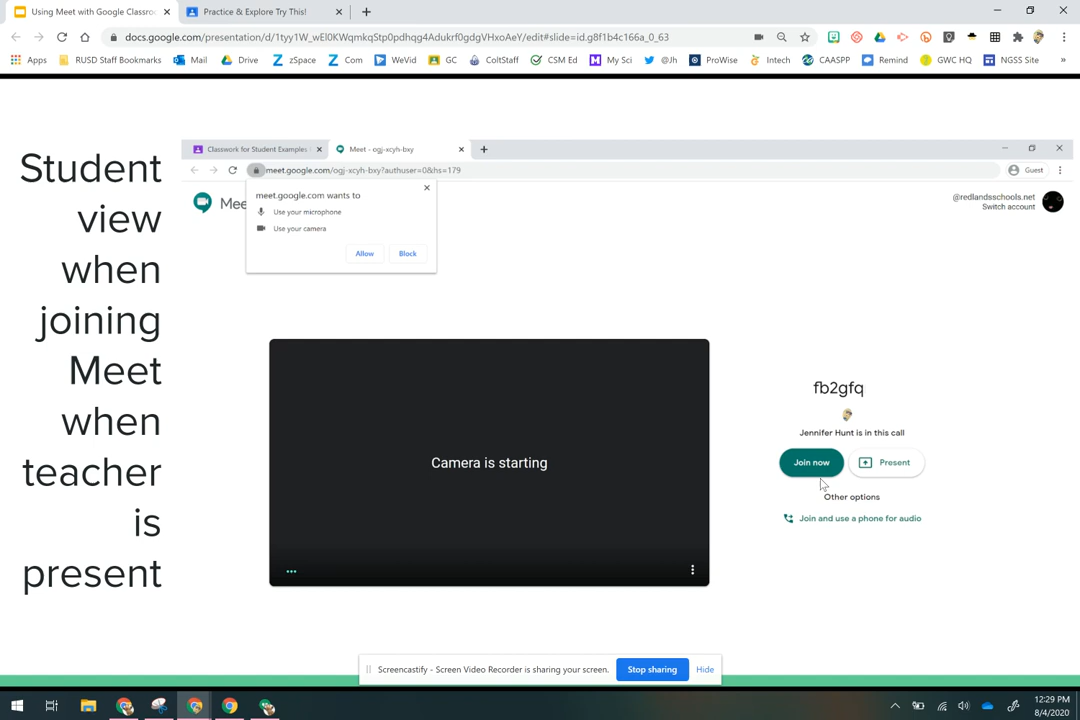 Using Meet with Google Classroo
Practice & Explore Try This!
docs.google.com/presentation/d/1tyy1W_wEl0KWqmkqStp0pdhqg4Adukrf0gdgVHxoAeY/edit#slide=id.g8f1b4c166a_0_63
Apps
RUSD Staff Bookmarks
Mail
Drive
zSpace
Com
WeVid
GC
ColtStaff
CSM Ed
My Sci
@Jh
ProWise
Intech
CAASPP
Remind
GWC HQ
NGSS Site
»
Student
view
when
joining
Meet
when
teacher
is
present
Classwork for Student Examples
Meet - ogj-xcyh-bxy
meet.google.com/ogj-xcyh-bxy?authuser=0&hs=179
Guest
Mee
meet.google.com wants to
Use your microphone
Use your camera
Allow
Block
@redlandsschools.net
Switch account
Camera is starting
fb2gfq
Jennifer Hunt is in this call
Join now
Present
Other options
Join and use a phone for audio
Screencastify - Screen Video Recorder is sharing your screen.
Stop sharing
Hide
12:29 PM
8/4/2020